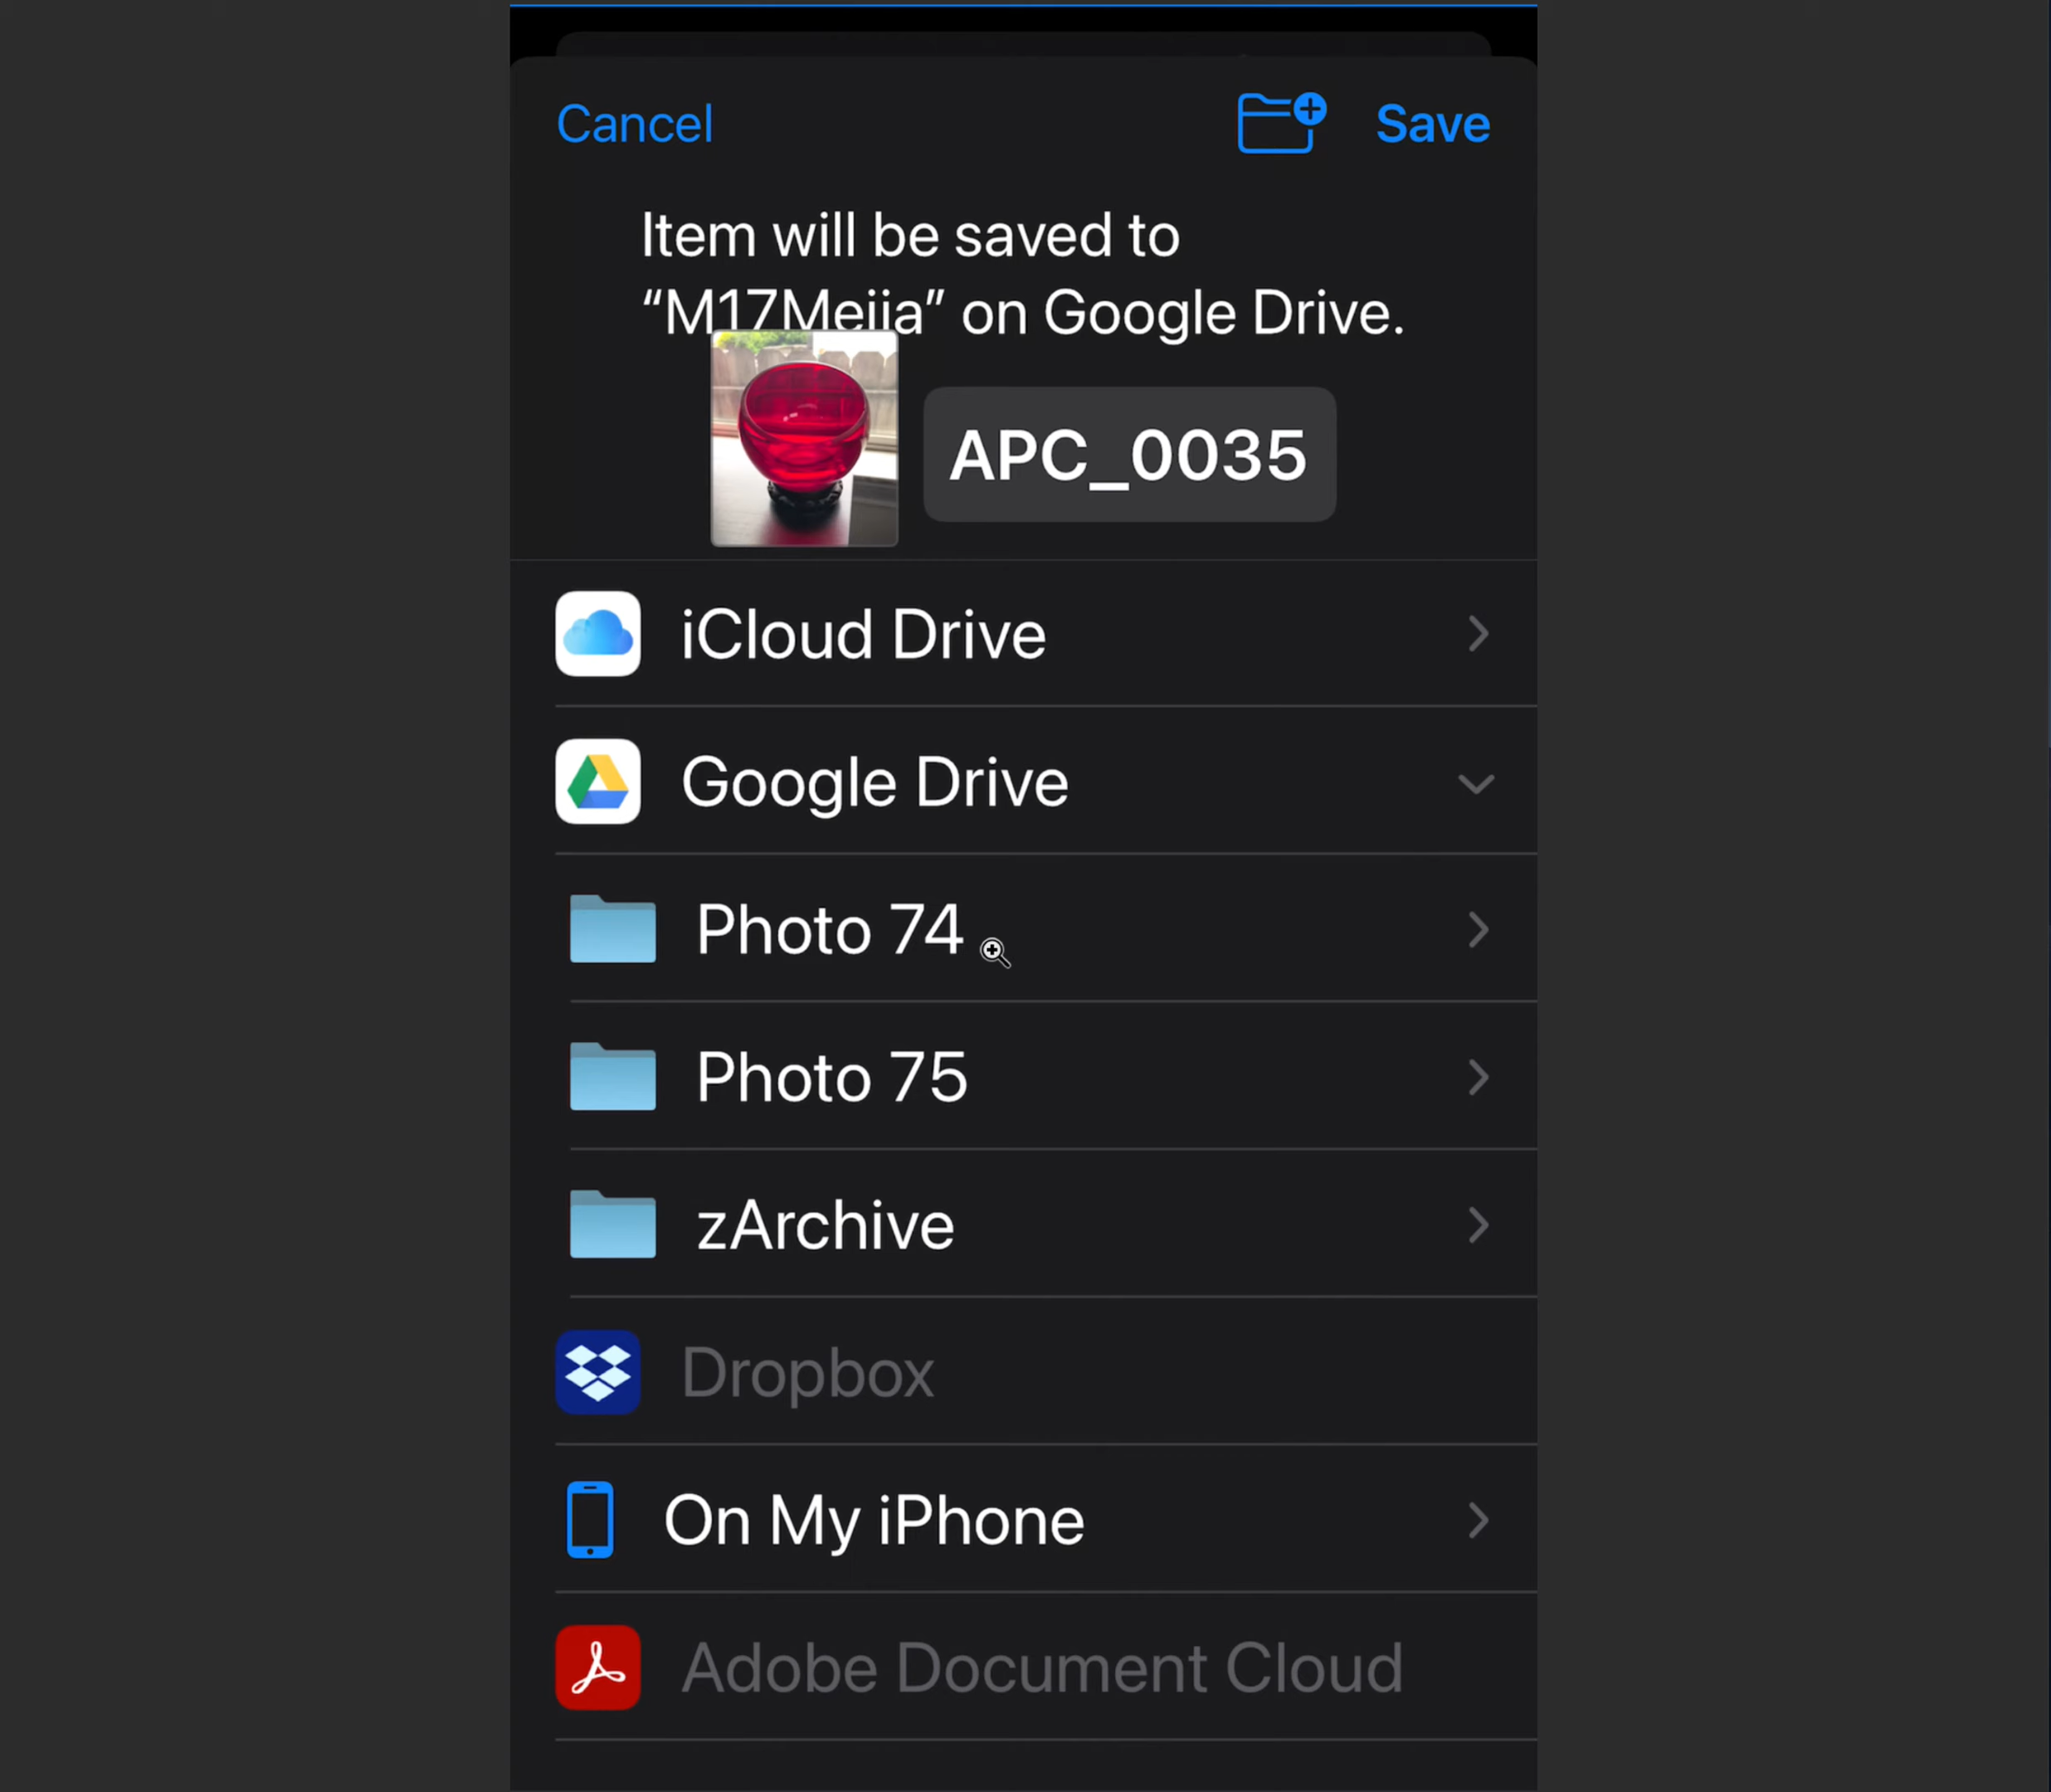 Cancel
Save
Item will be saved to
“M17Mejia” on Google Drive.
APC_0035
iCloud Drive
Google Drive
Photo 74
Photo 75
zArchive
Dropbox
On My iPhone
Adobe Document Cloud